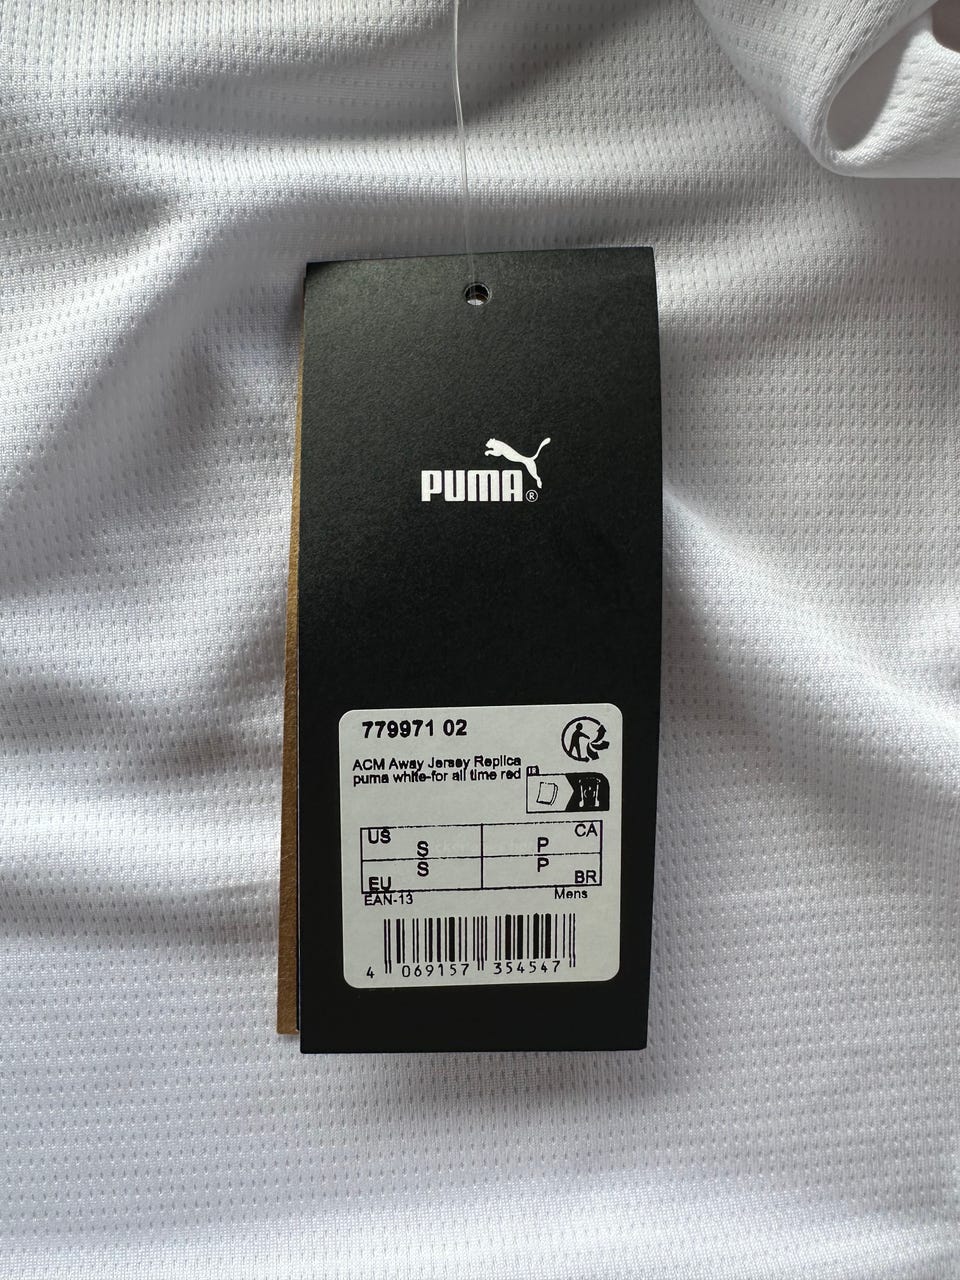 PUMA®
779971 02
ACM Away Jersey Replica
puma white-for all time red
US S P CA
EU S P BR
EAN-13 Mens
4 069157 354547